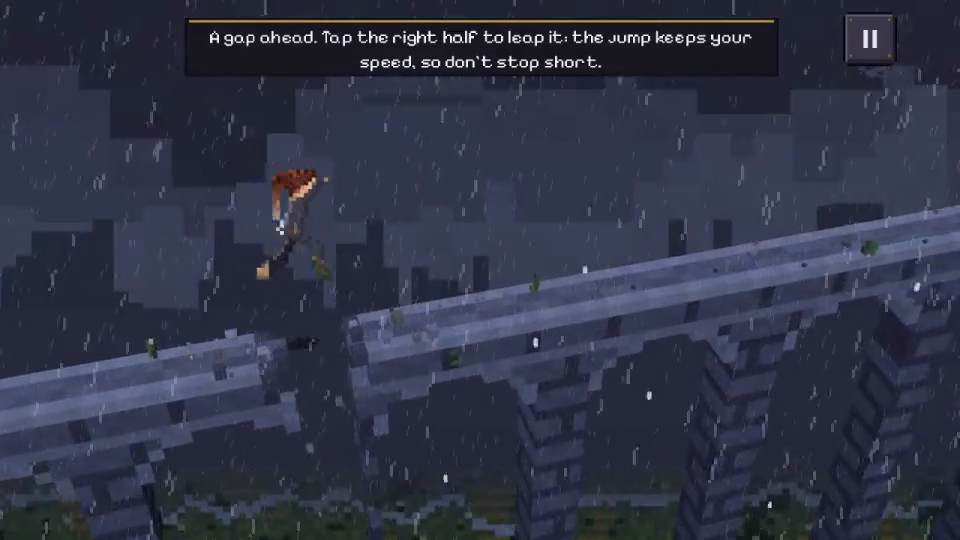 A gap ahead. Tap the right half to leap it: the jump keeps your
speed, so don't stop short.